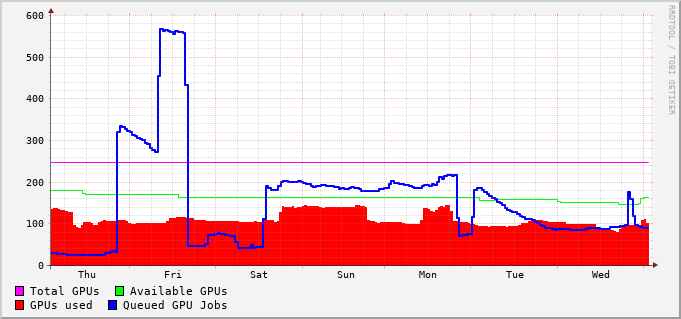 600
500
400
300
200
100
0
Thu Fri Sat Sun Mon Tue Wed
Total GPUs Available GPUs
GPUs used Queued GPU Jobs
RRDTOOL / TOBI OETIKER